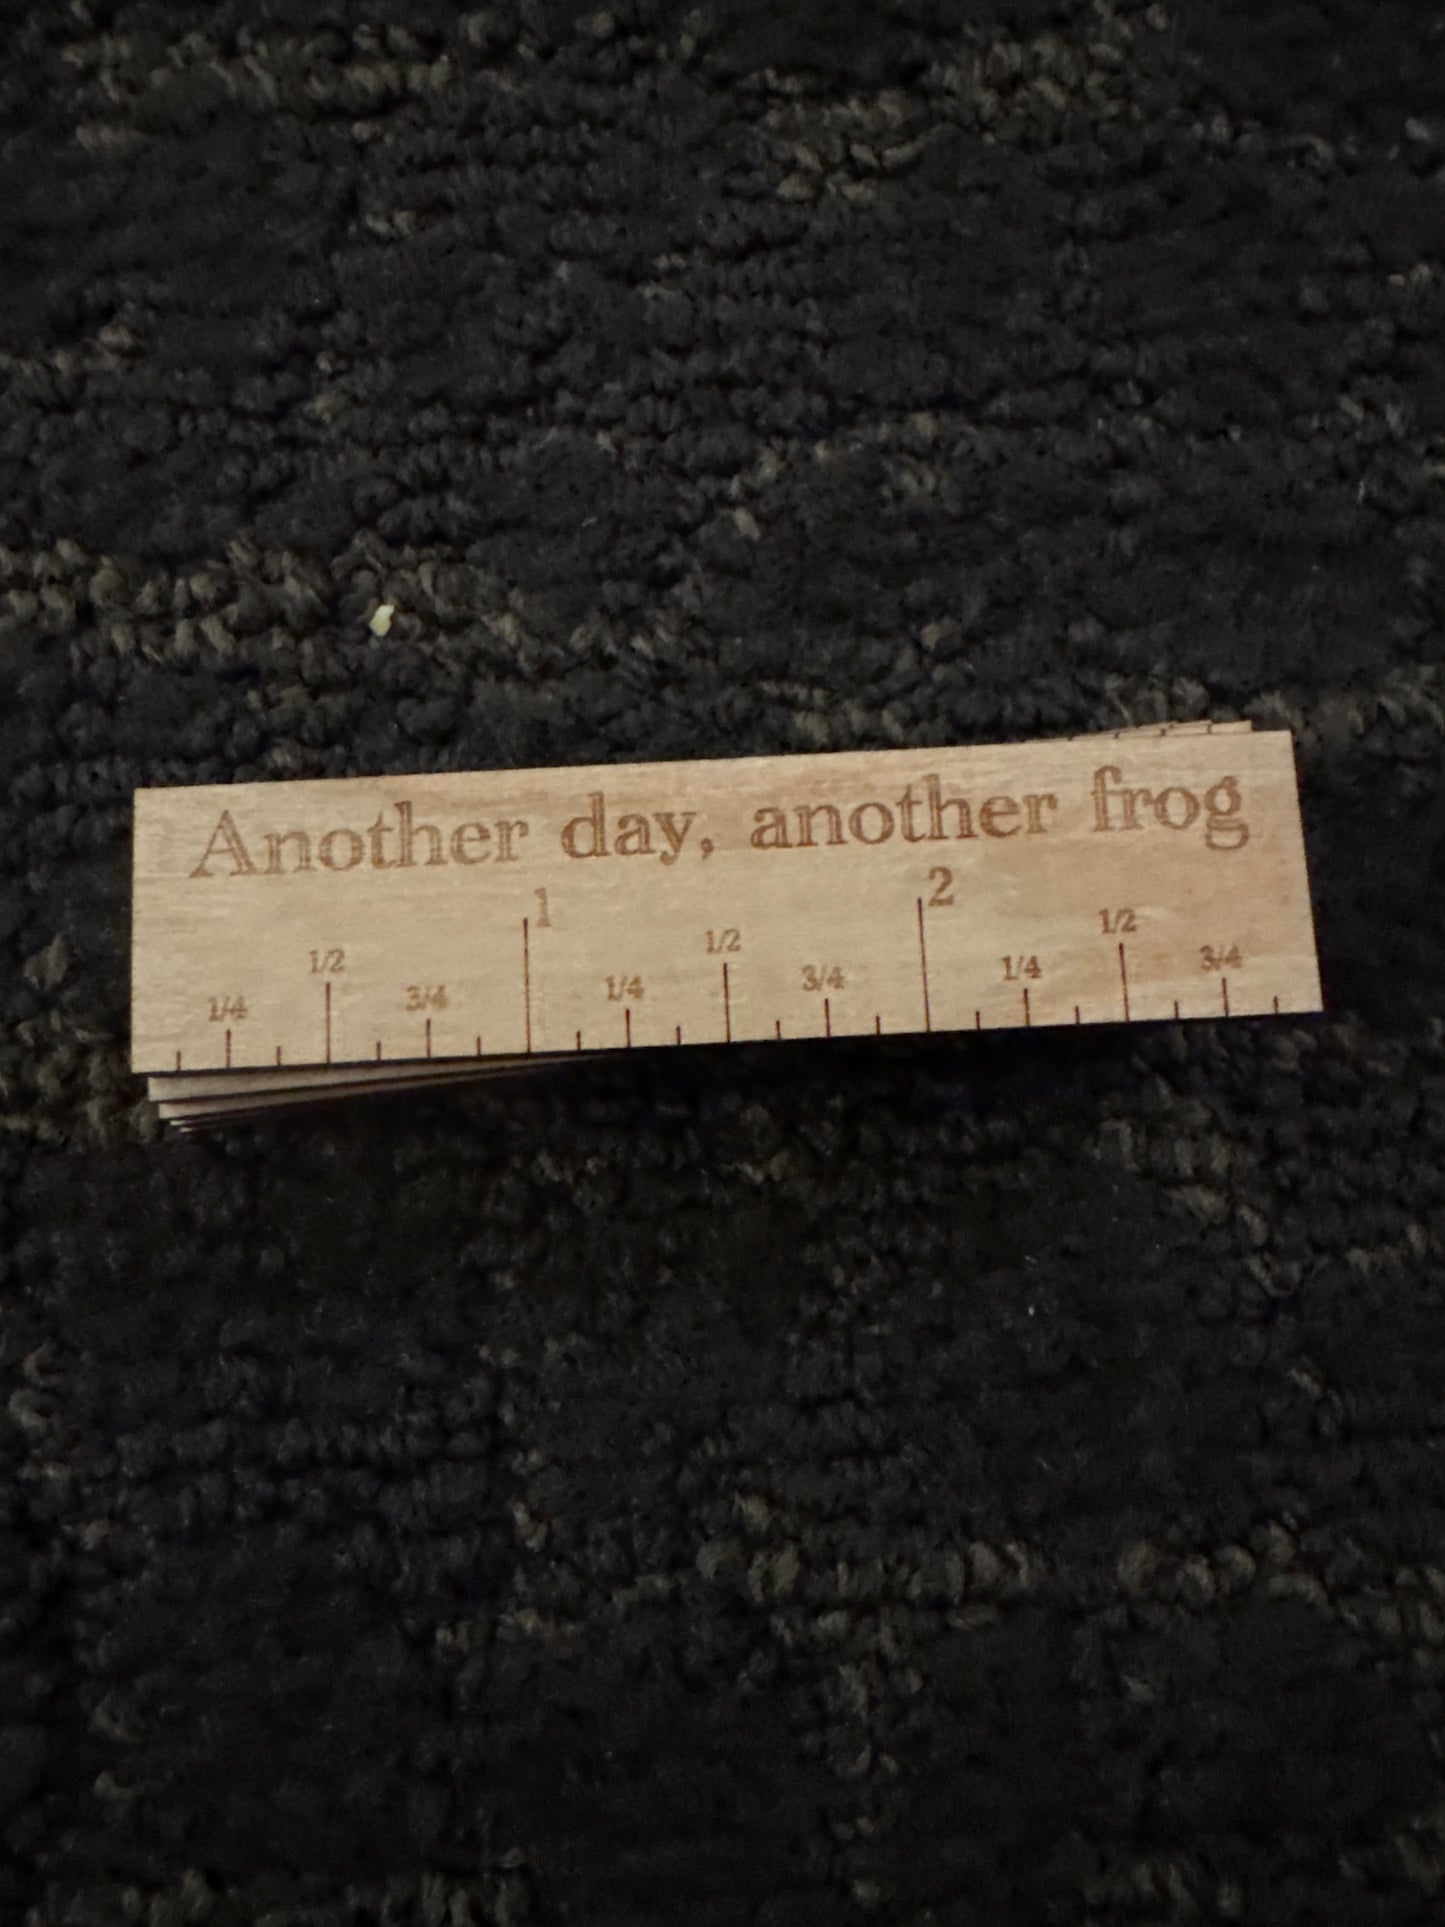 Another day, another frog
1 2
1/2 1/2 1/2
1/4 3/4 1/4 3/4 1/4 3/4